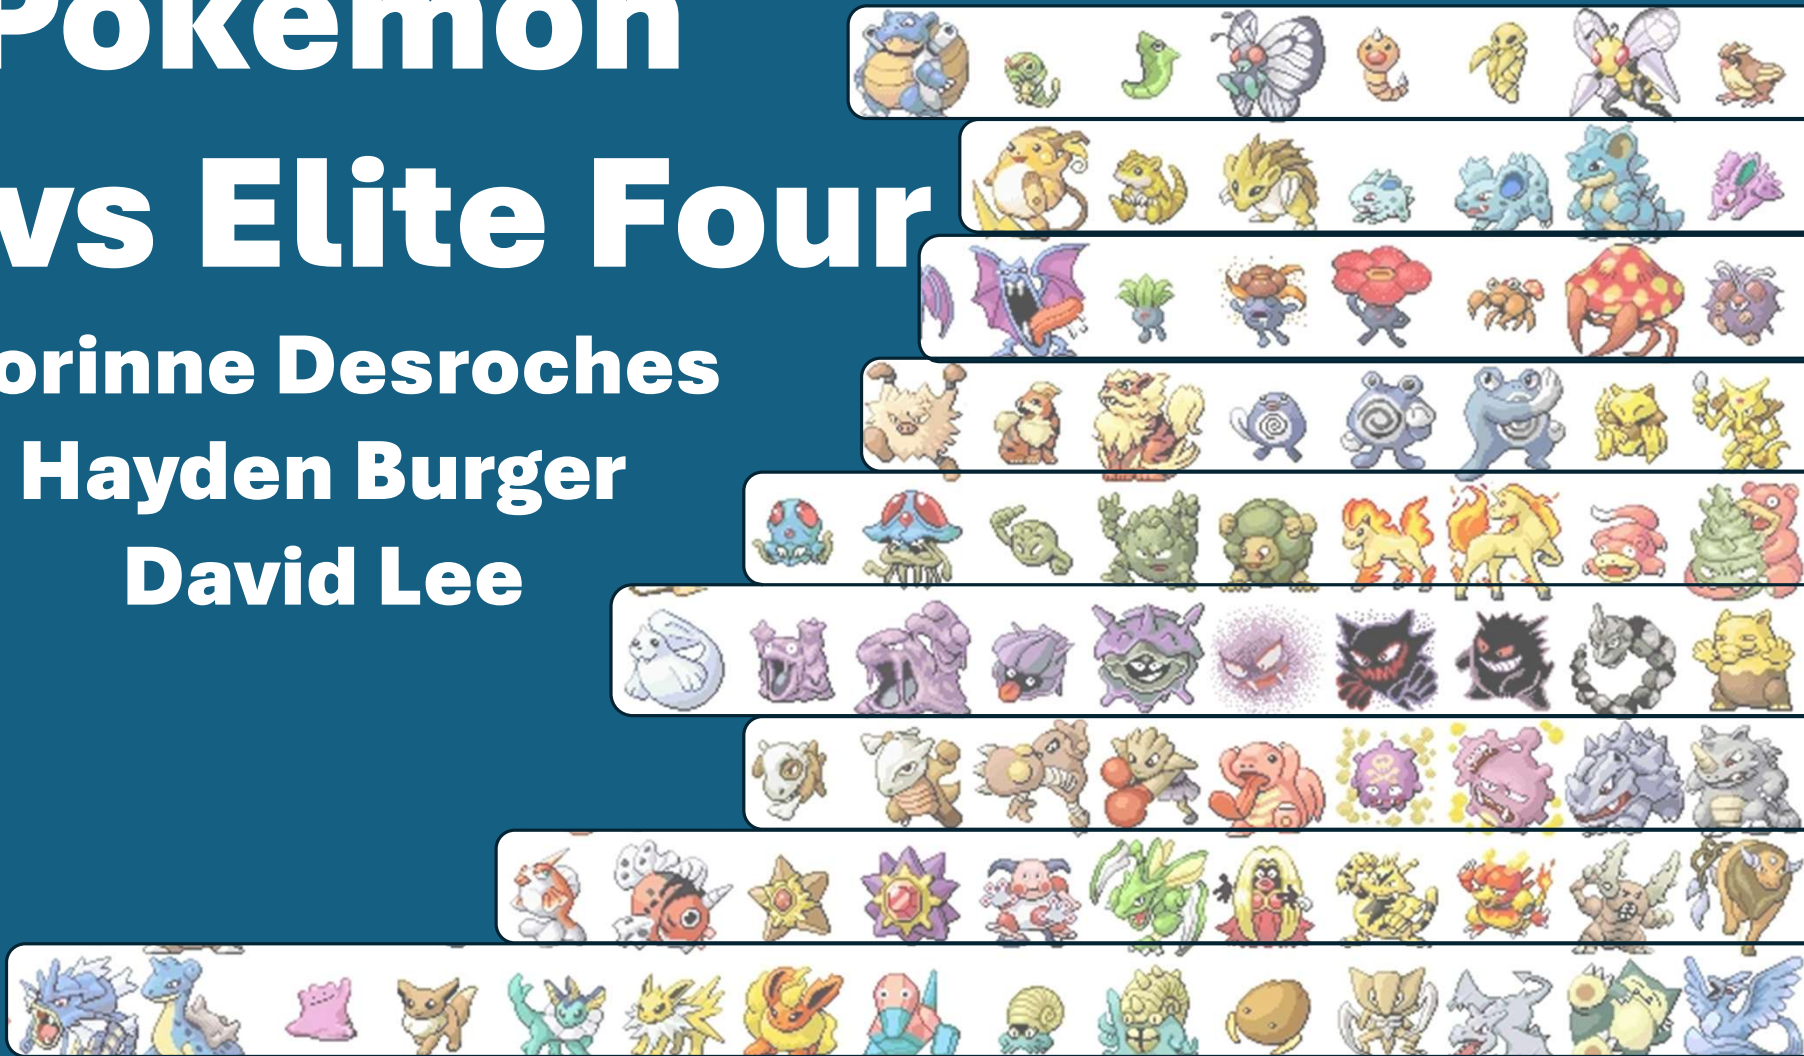 Pokemon
vs Elite Four
orinne Desroches
Hayden Burger
David Lee